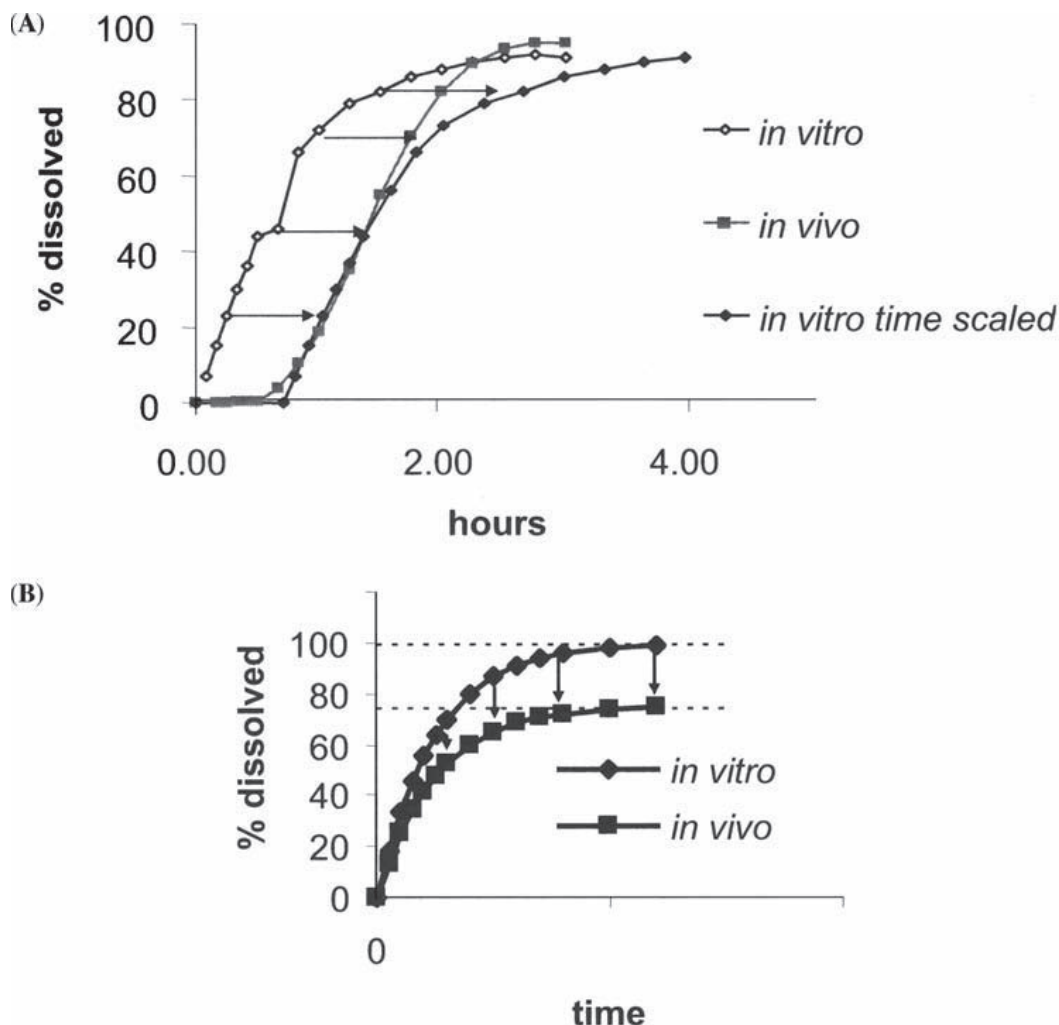 (A)
100
80
60
40
20
0
% dissolved
in vitro
in vivo
in vitro time scaled
0.00 2.00 4.00
hours
(B)
100
80
60
40
20
0
% dissolved
in vitro
in vivo
0
time